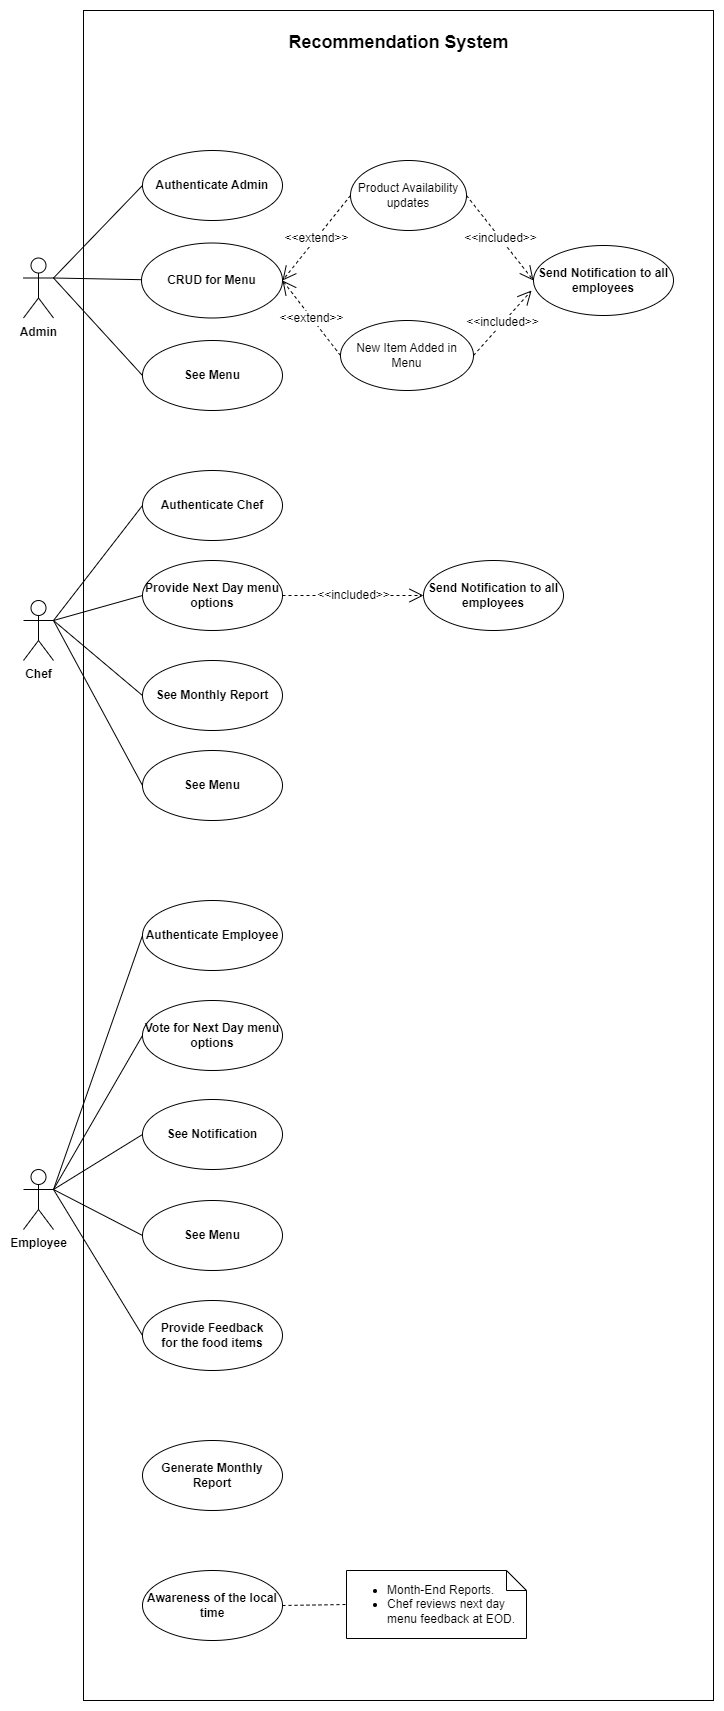 Recommendation System
Authenticate Admin
Product Availability
updates
<<extend>>
<<included>>
CRUD for Menu
Send Notification to all
employees
Admin
<<extend>>
<<included>>
New Item Added in
Menu
See Menu
Authenticate Chef
Provide Next Day menu
options
<<included>>
Send Notification to all
employees
Chef
See Monthly Report
See Menu
Authenticate Employee
Vote for Next Day menu
options
See Notification
Employee
See Menu
Provide Feedback
for the food items
Generate Monthly
Report
Awareness of the local
time
• Month-End Reports.
• Chef reviews next day
menu feedback at EOD.